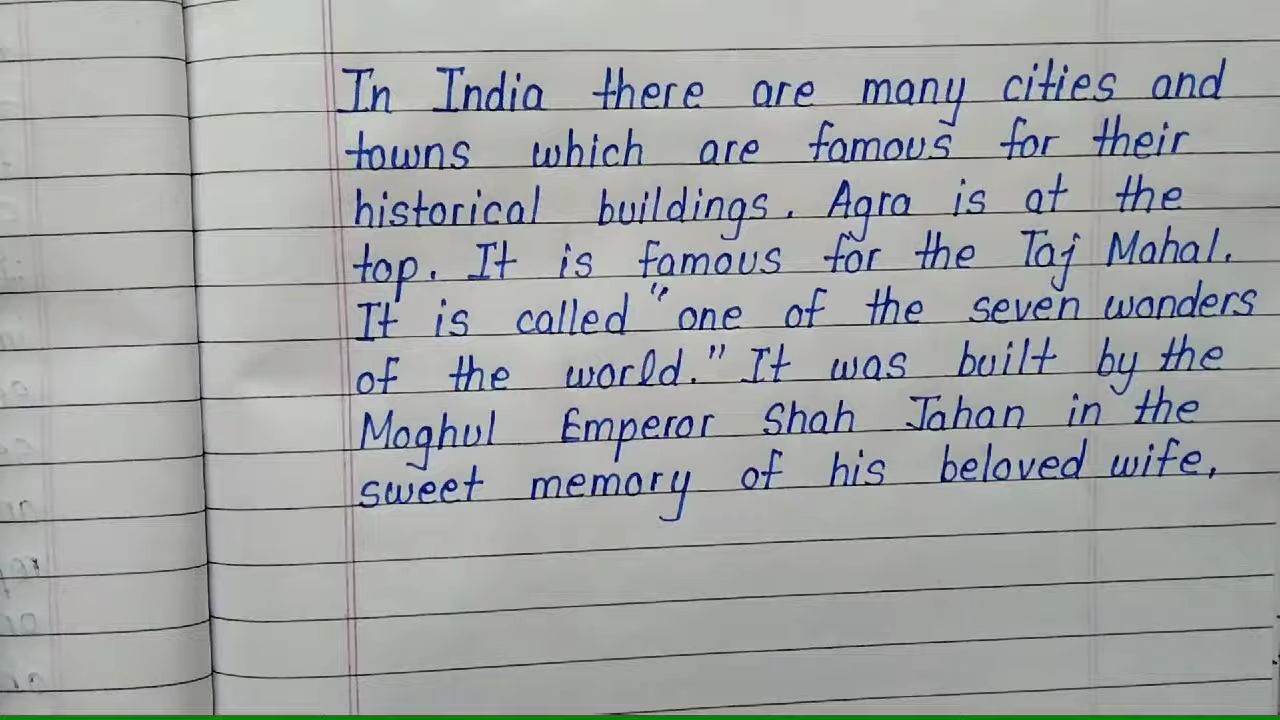 In India there are many cities and
towns which are famous for their
historical buildings. Agra is at the
top. It is famous for the Taj Mahal.
It is called "one of the seven wonders
of the world." It was built by the
Moghul Emperor Shah Jahan in the
sweet memory of his beloved wife,